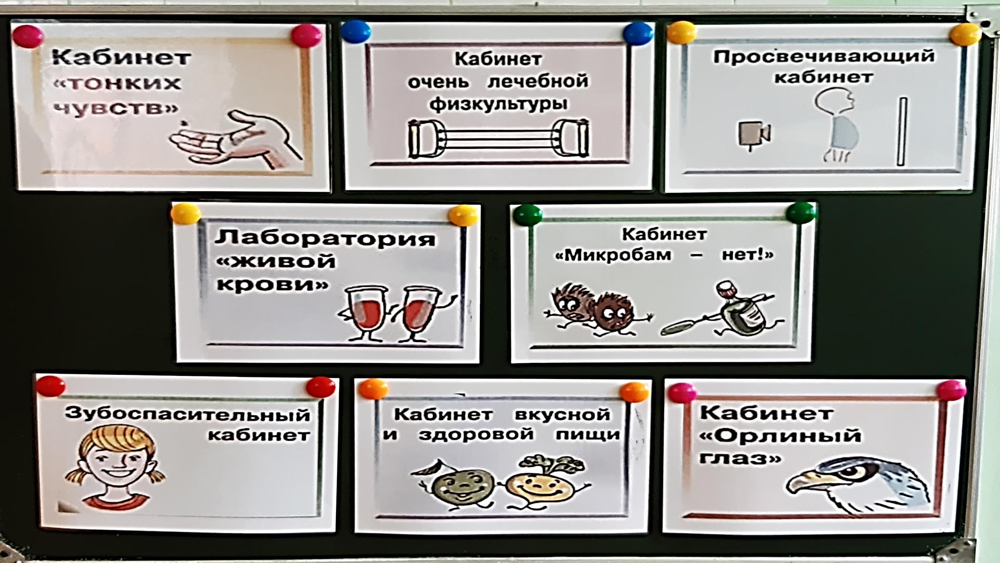 Кабинет
«тонких
чувств»
Кабинет
очень лечебной
физкультуры
Просвечивающий
кабинет
Лаборатория
«живой
крови»
Кабинет
«Микробам – нет!»
Зубоспасительный
кабинет
Кабинет вкусной
и здоровой пищи
Кабинет
«Орлиный
глаз»